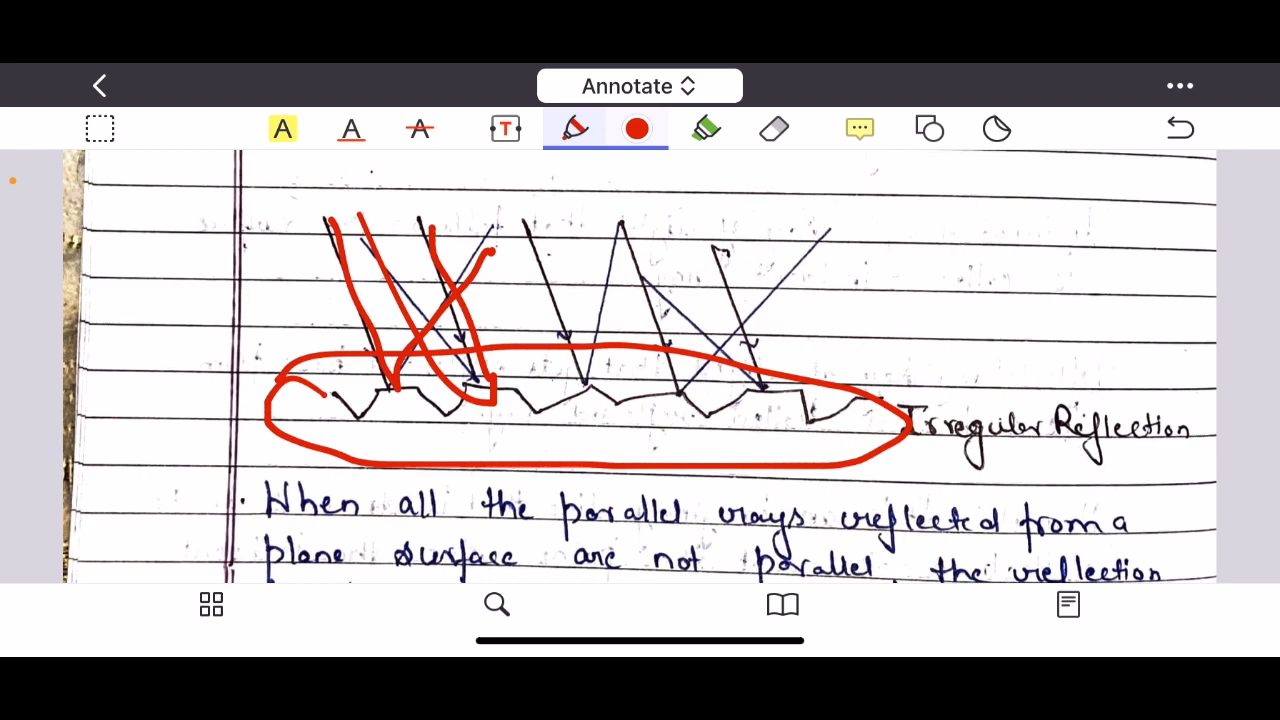 Annotate
A A A T
Irregular Reflection
. When all the parallel rays reflected from a
plane surface are not parallel, the reflection